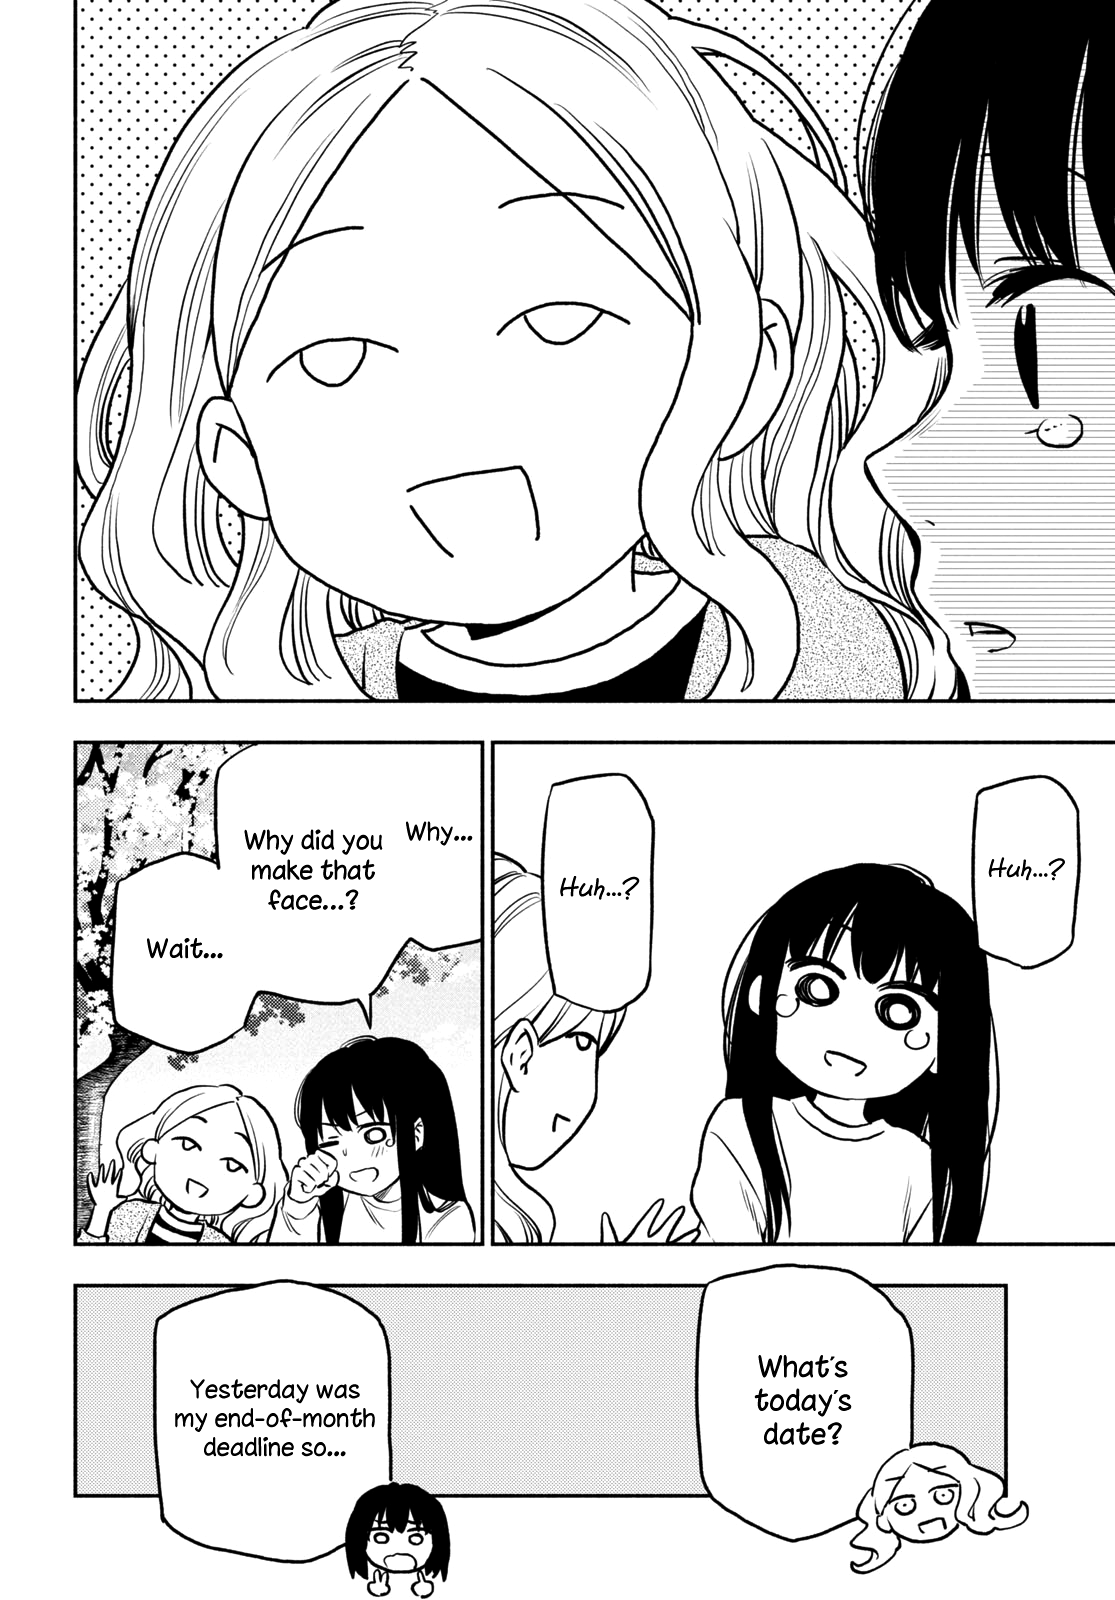 Huh...?
Huh...?
Why...
Why did you
make that
face...?
Wait...
What's
today's
date?
Yesterday was
my end-of-month
deadline so...